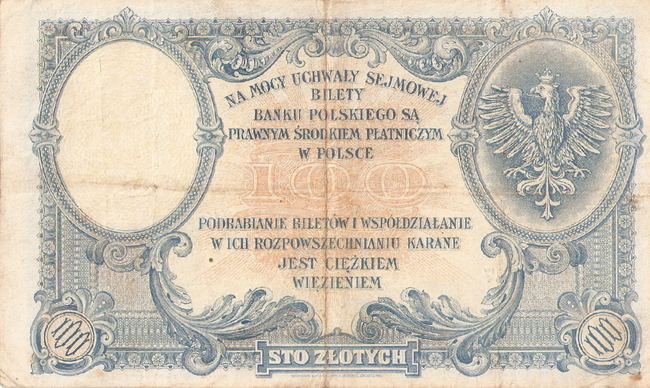 NA MOCY UCHWAŁY SEJMOWEJ
BILETY
BANKU POLSKIEGO SĄ
PRAWNYM ŚRODKIEM PŁATNICZYM
W POLSCE
100
PODRABIANIE BILETÓW I WSPÓŁDZIAŁANIE
W ICH ROZPOWSZECHNIANIU KARANE
JEST CIĘŻKIEM
WIĘZIENIEM
100
100
STO ZŁOTYCH